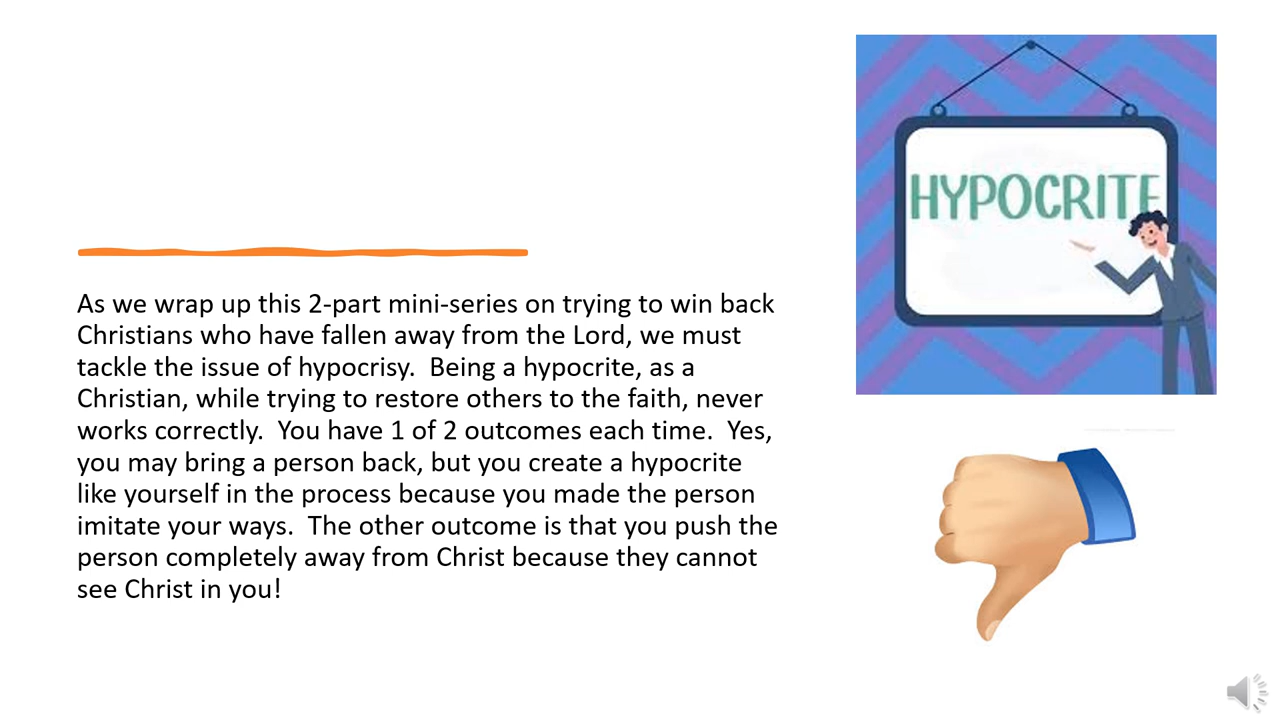 HYPOCRITE
As we wrap up this 2-part mini-series on trying to win back
Christians who have fallen away from the Lord, we must
tackle the issue of hypocrisy.  Being a hypocrite, as a
Christian, while trying to restore others to the faith, never
works correctly.  You have 1 of 2 outcomes each time.  Yes,
you may bring a person back, but you create a hypocrite
like yourself in the process because you made the person
imitate your ways.  The other outcome is that you push the
person completely away from Christ because they cannot
see Christ in you!